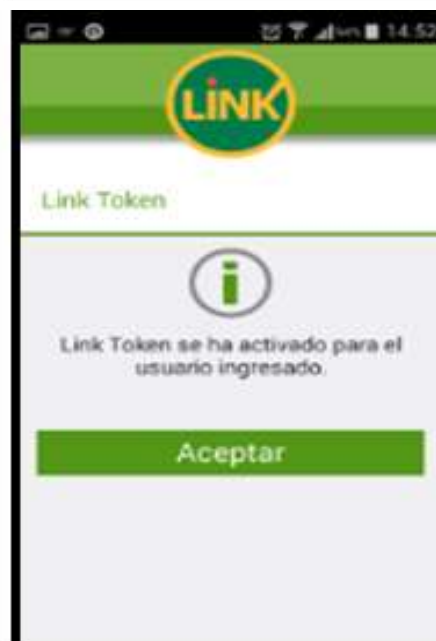 14:52
LiNK
Link Token
i
Link Token se ha activado para el
usuario ingresado.
Aceptar